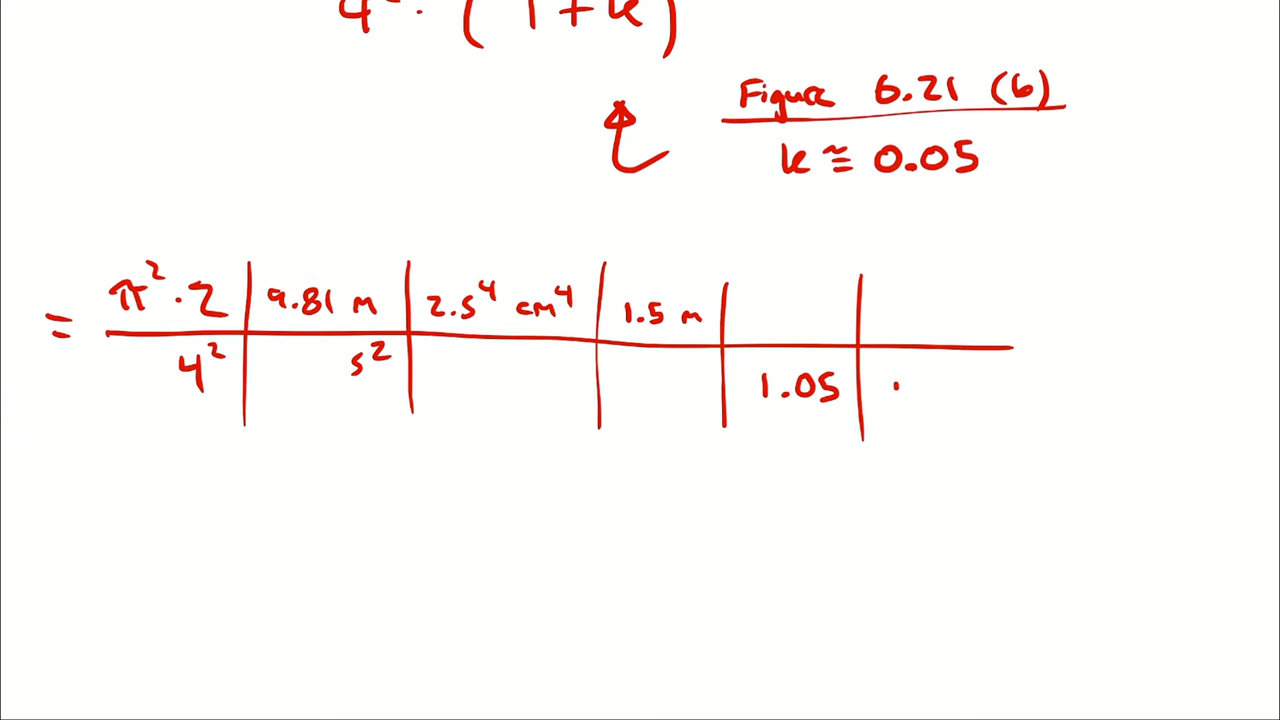 4² · (1+k)
Figure 6.21 (b)
k ≅ 0.05
= π² · 2 | 9.81 m | 2.5⁴ cm⁴ | 1.5 m
4² | s² | 1.05 | .